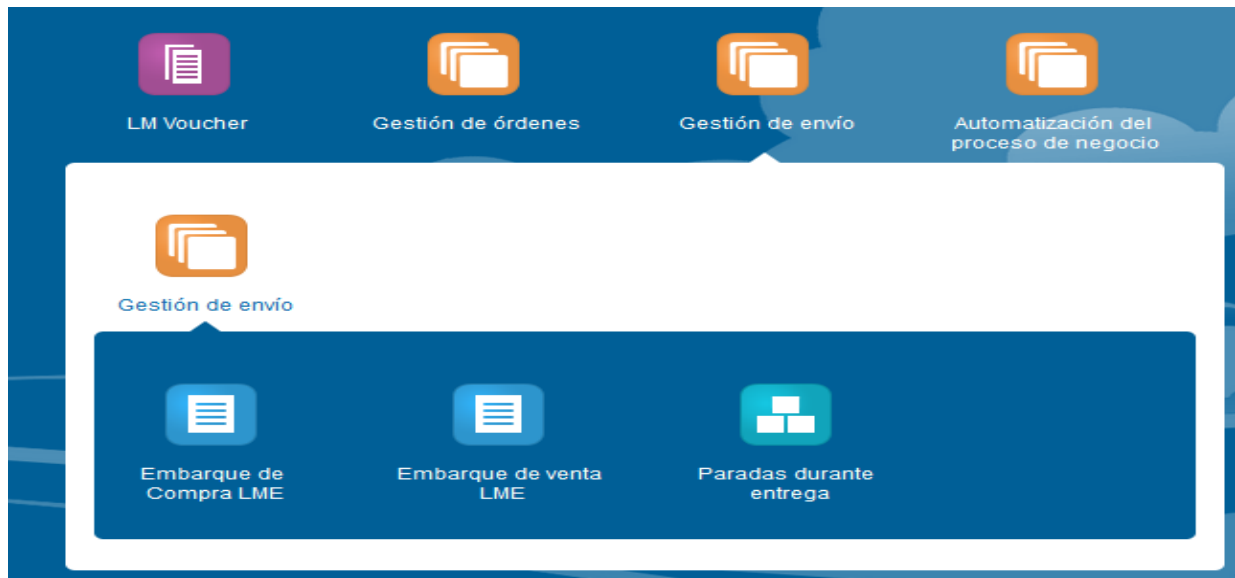 LM Voucher
Gestión de órdenes
Gestión de envío
Automatización del
proceso de negocio
Gestión de envío
Embarque de
Compra LME
Embarque de venta
LME
Paradas durante
entrega